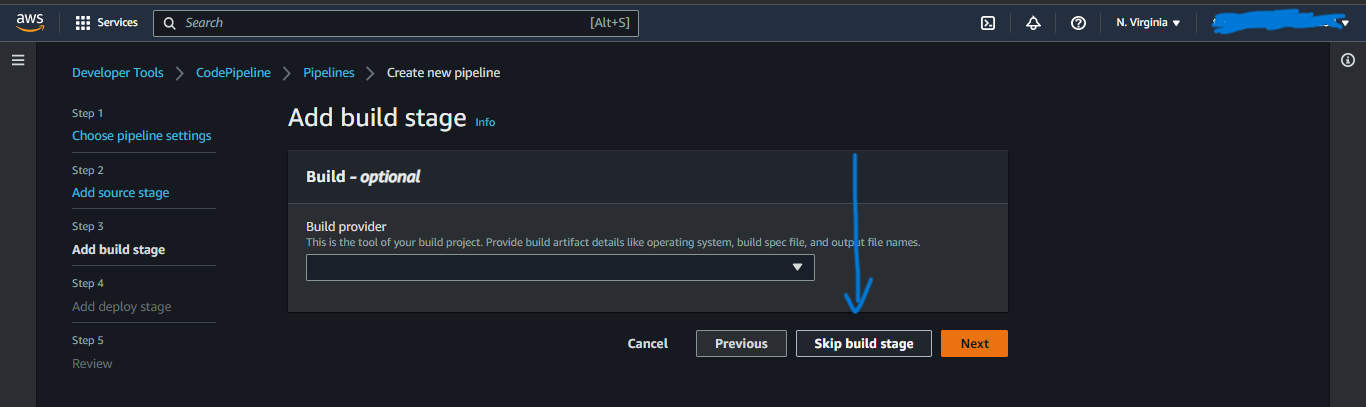 aws Services Search [Alt+S] N. Virginia
Developer Tools CodePipeline Pipelines Create new pipeline
Step 1
Choose pipeline settings
Step 2
Add source stage
Step 3
Add build stage
Step 4
Add deploy stage
Step 5
Review
Add build stage Info
Build - optional
Build provider
This is the tool of your build project. Provide build artifact details like operating system, build spec file, and output file names.
Cancel Previous Skip build stage Next